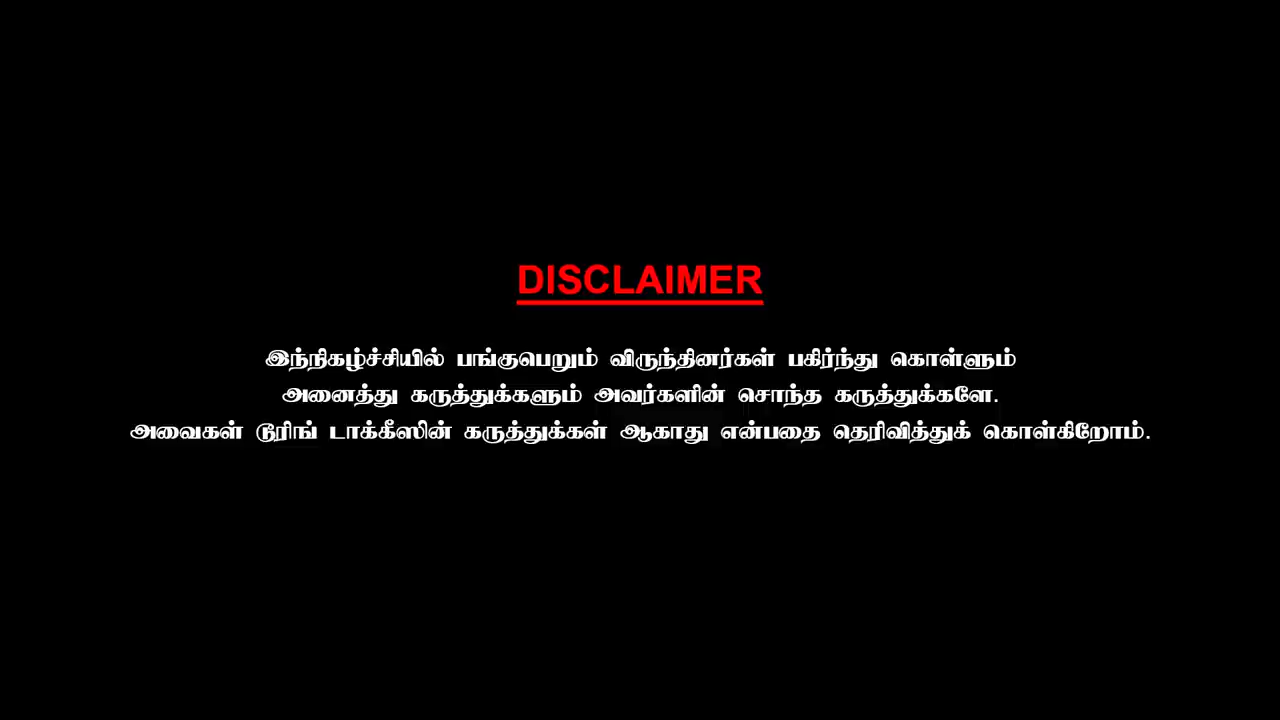 DISCLAIMER
இந்நிகழ்ச்சியில் பங்குபெறும் விருந்தினர்கள் பகிர்ந்து கொள்ளும்
அனைத்து கருத்துக்களும் அவர்களின் சொந்த கருத்துக்களே.
அவைகள் டூரிங் டாக்கீஸின் கருத்துக்கள் ஆகாது என்பதை தெரிவித்துக் கொள்கிறோம்.